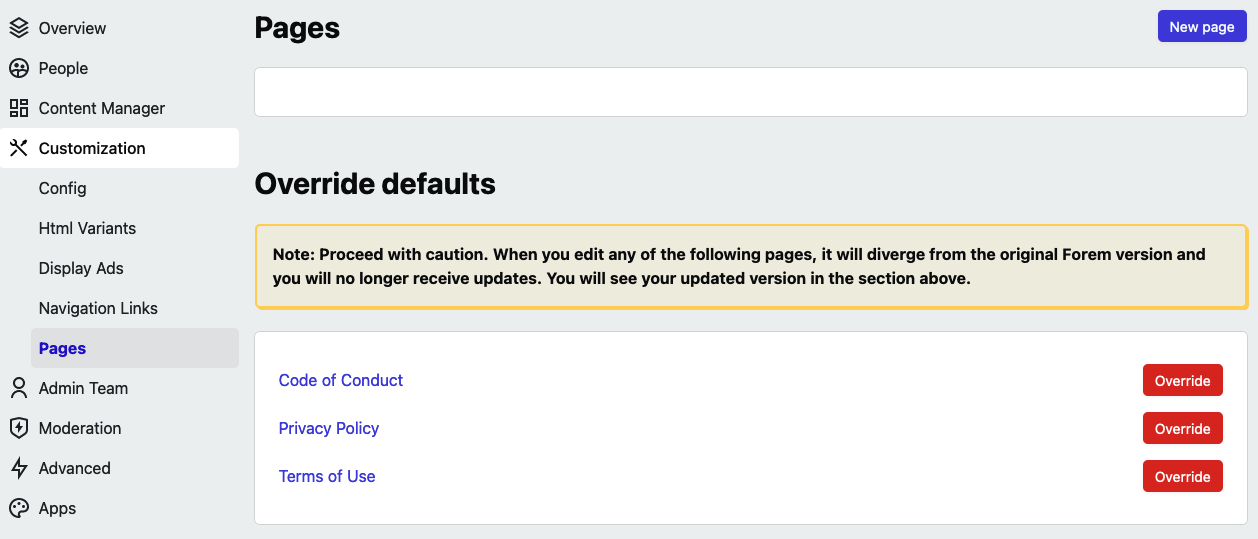 Overview
People
Content Manager
Customization
Config
Html Variants
Display Ads
Navigation Links
Pages
Admin Team
Moderation
Advanced
Apps
Pages
New page
Override defaults
Note: Proceed with caution. When you edit any of the following pages, it will diverge from the original Forem version and
you will no longer receive updates. You will see your updated version in the section above.
Code of Conduct
Override
Privacy Policy
Override
Terms of Use
Override